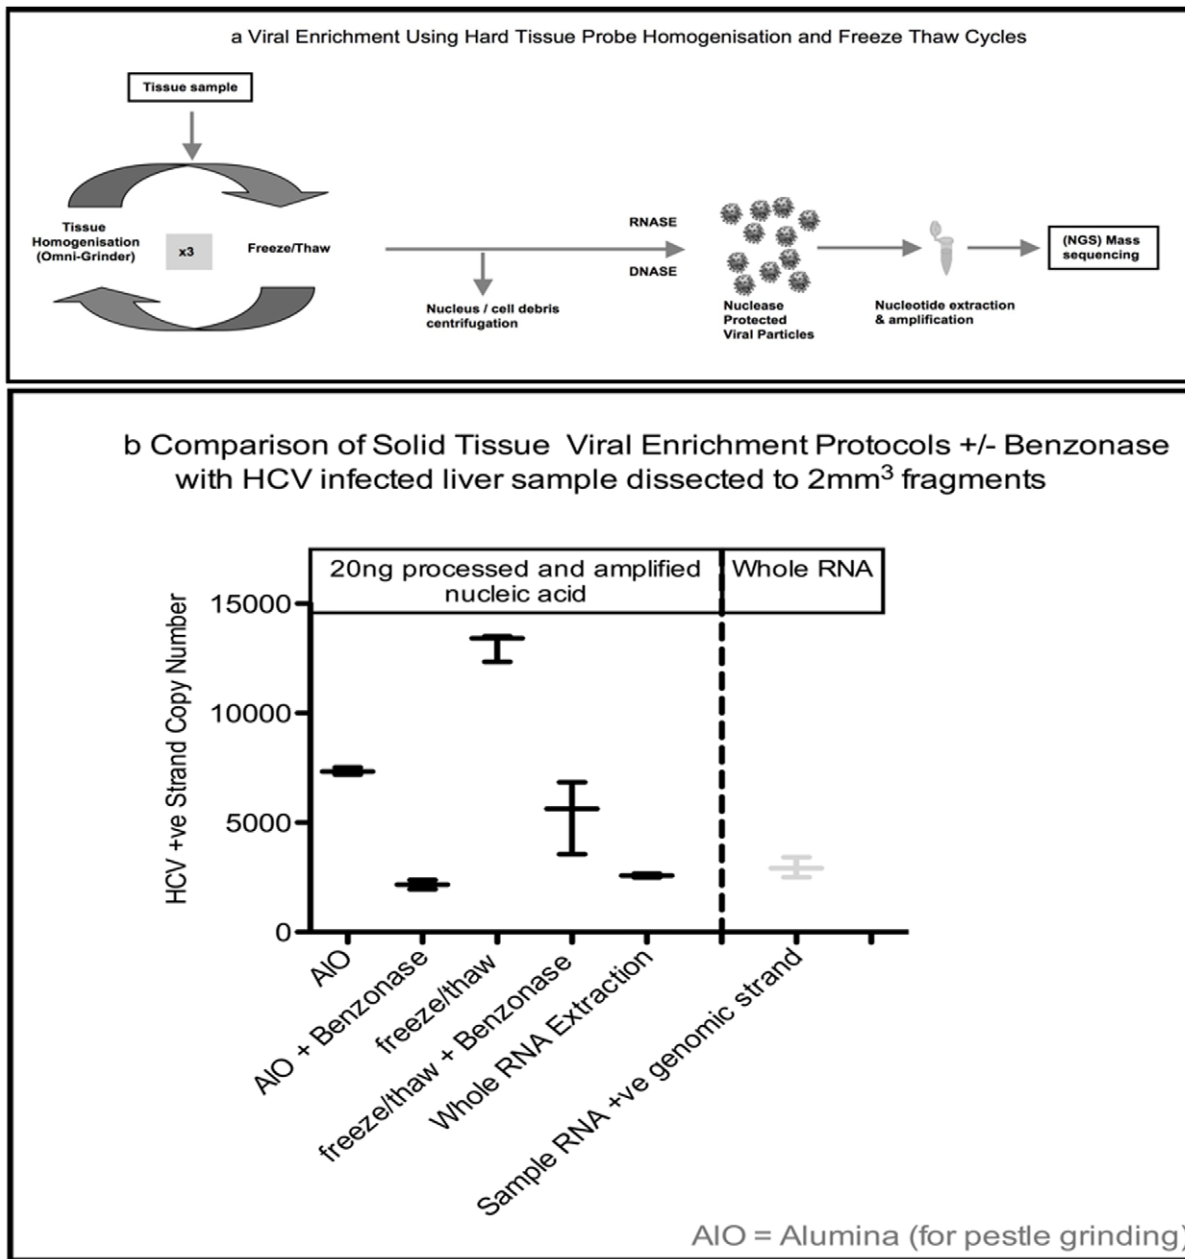 a Viral Enrichment Using Hard Tissue Probe Homogenisation and Freeze Thaw Cycles
Tissue sample
Tissue
Homogenisation
(Omni-Grinder)
x3
Freeze/Thaw
Nucleus / cell debris
centrifugation
RNASE
DNASE
Nuclease
Protected
Viral Particles
Nucleotide extraction
& amplification
(NGS) Mass
sequencing
b Comparison of Solid Tissue Viral Enrichment Protocols +/- Benzonase
with HCV infected liver sample dissected to 2mm³ fragments
20ng processed and amplified
nucleic acid
Whole RNA
HCV +ve Strand Copy Number
15000
10000
5000
0
AlO
AlO + Benzonase
freeze/thaw
freeze/thaw + Benzonase
Whole RNA Extraction
Sample RNA +ve genomic strand
AlO = Alumina (for pestle grinding)